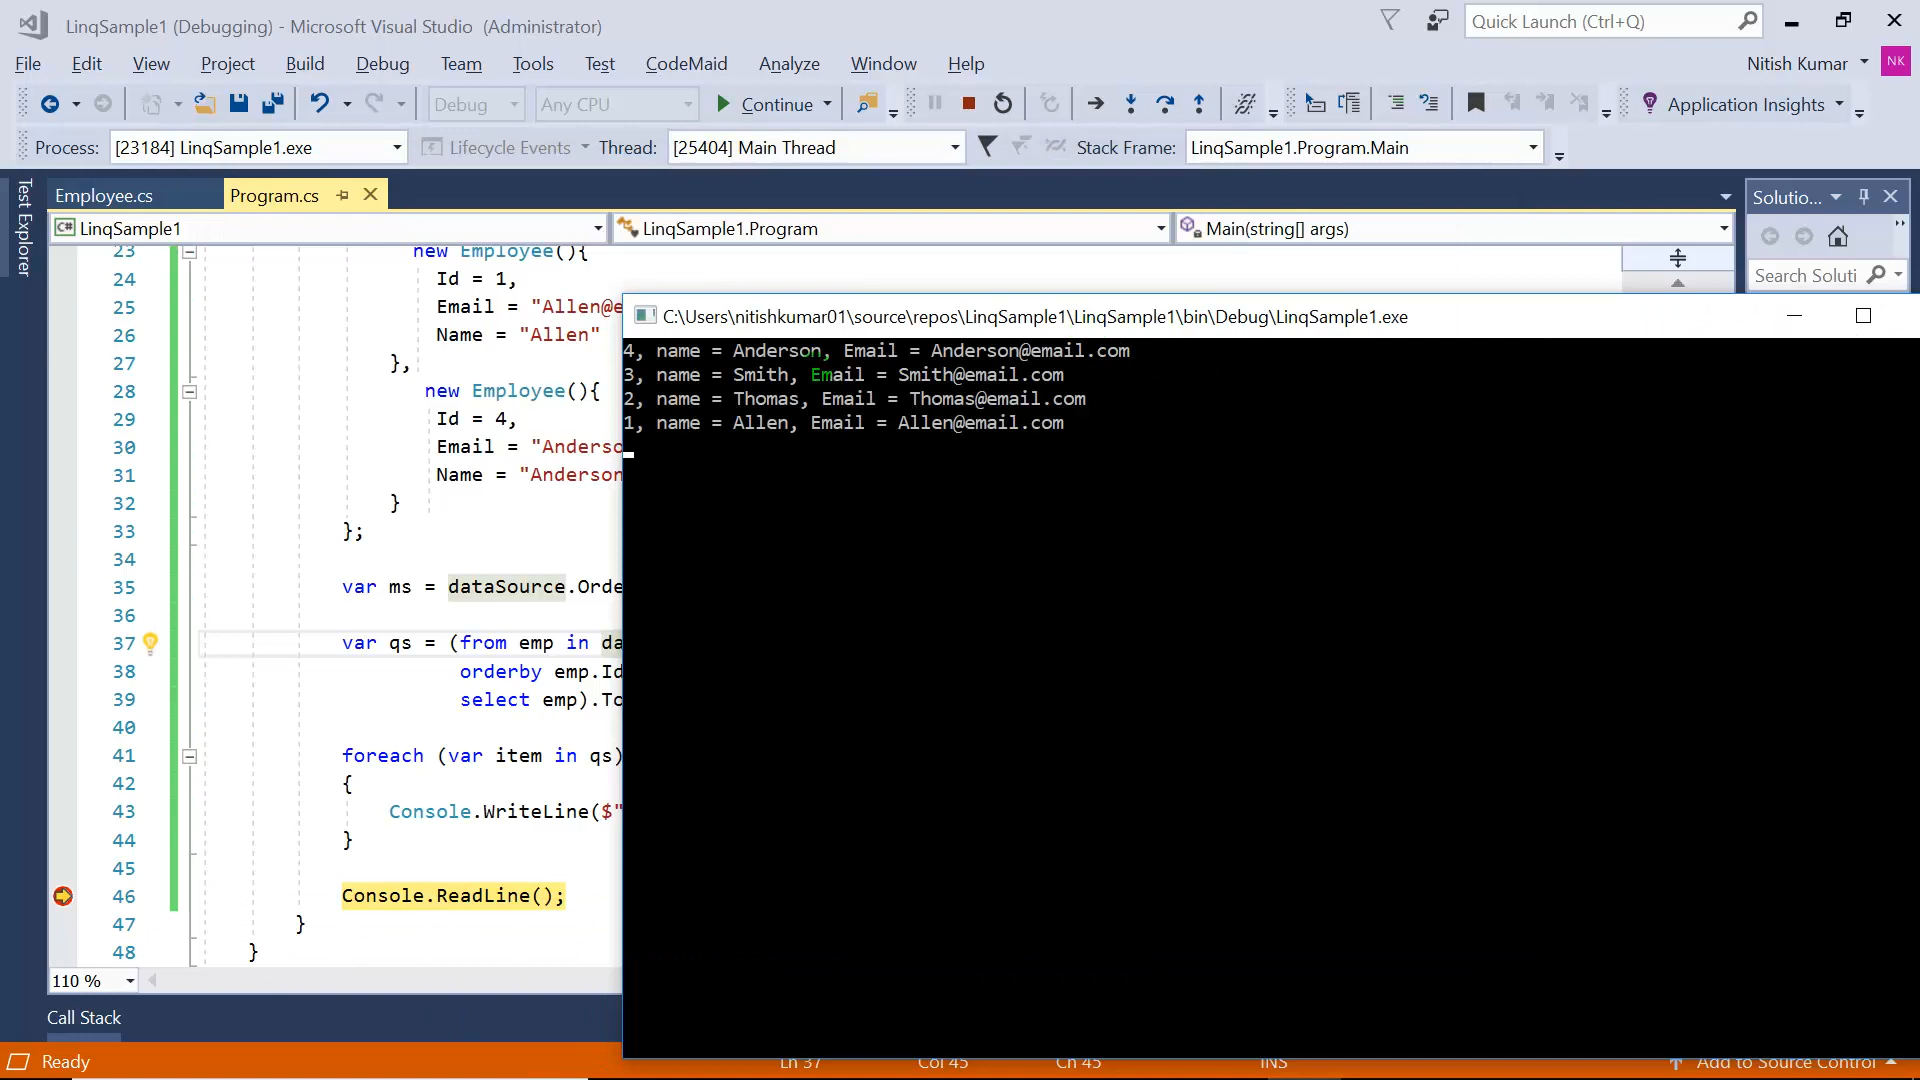 LinqSample1 (Debugging) - Microsoft Visual Studio (Administrator)
Quick Launch (Ctrl+Q)
File Edit View Project Build Debug Team Tools Test CodeMaid Analyze Window Help
Nitish Kumar NK
Debug Any CPU Continue Application Insights
Process: [23184] LinqSample1.exe Lifecycle Events Thread: [25404] Main Thread Stack Frame: LinqSample1.Program.Main
Test Explorer
Employee.cs Program.cs
Solutio...
C# LinqSample1 LinqSample1.Program Main(string[] args)
Search Soluti
23 new Employee(){
24 Id = 1,
25 Email = "Allen@e
26 Name = "Allen"
27 },
28 new Employee(){
29 Id = 4,
30 Email = "Anderso
31 Name = "Anderson
32 }
33 };
34
35 var ms = dataSource.Orde
36
37 var qs = (from emp in da
38 orderby emp.Id
39 select emp).To
40
41 foreach (var item in qs)
42 {
43 Console.WriteLine($"
44 }
45
46 Console.ReadLine();
47 }
48 }
110 %
C:\Users\nitishkumar01\source\repos\LinqSample1\LinqSample1\bin\Debug\LinqSample1.exe
4, name = Anderson, Email = Anderson@email.com
3, name = Smith, Email = Smith@email.com
2, name = Thomas, Email = Thomas@email.com
1, name = Allen, Email = Allen@email.com
Call Stack
Ready Ln 37 Col 45 Ch 45 INS Add to Source Control